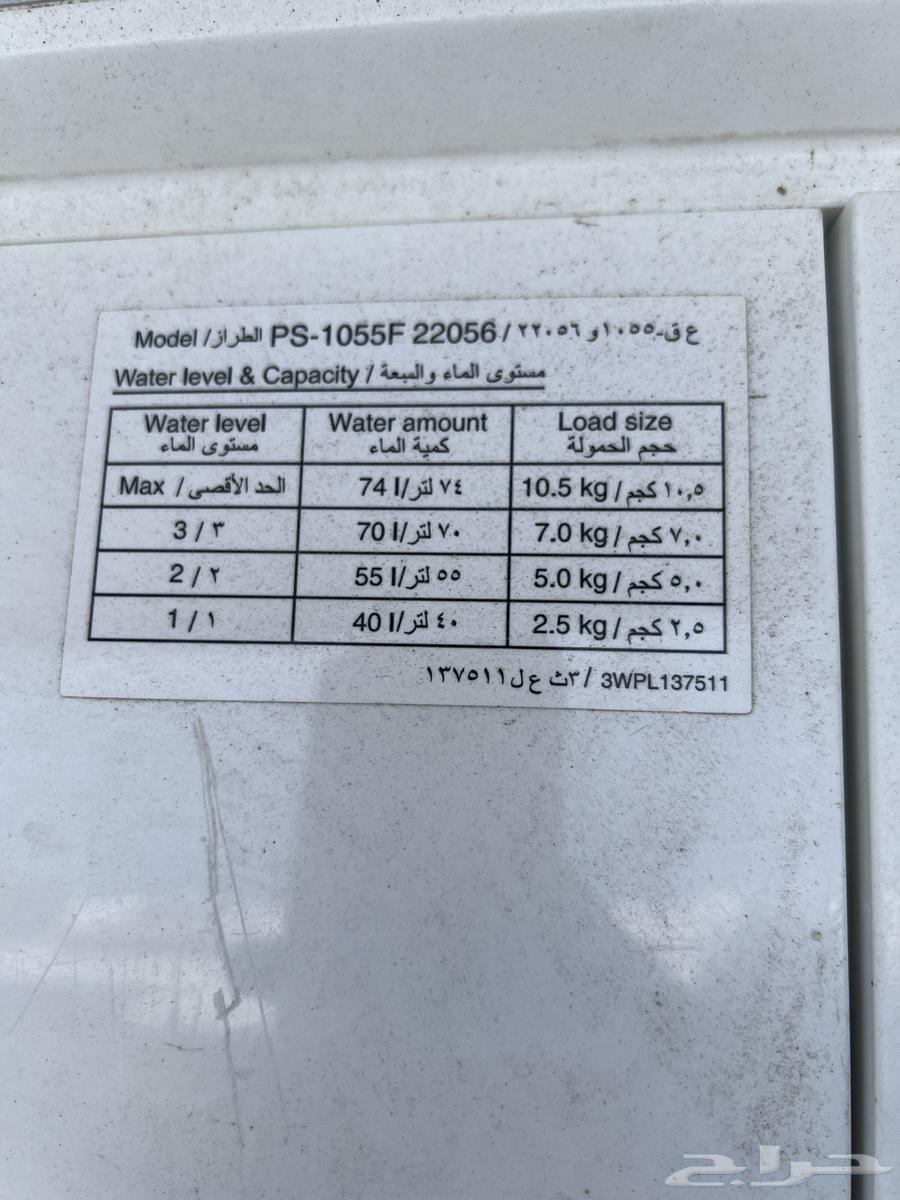 Model / الطراز PS-1055F 22056 / ع ق-١٠٥٥و ٢٢٠٥٦
Water level & Capacity / مستوى الماء والسعة
Water level Water amount Load size
مستوى الماء كمية الماء حجم الحمولة
Max / الحد الأقصى 74 l/ ٧٤ لتر 10.5 kg / ١٠,٥ كجم
3 / ٣ 70 l/ ٧٠ لتر 7.0 kg / ٧,٠ كجم
2 / ٢ 55 l/ ٥٥ لتر 5.0 kg / ٥,٠ كجم
1 / ١ 40 l/ ٤٠ لتر 2.5 kg / ٢,٥ كجم
٣ث ع ل١٣٧٥١١ / 3WPL137511
حراج